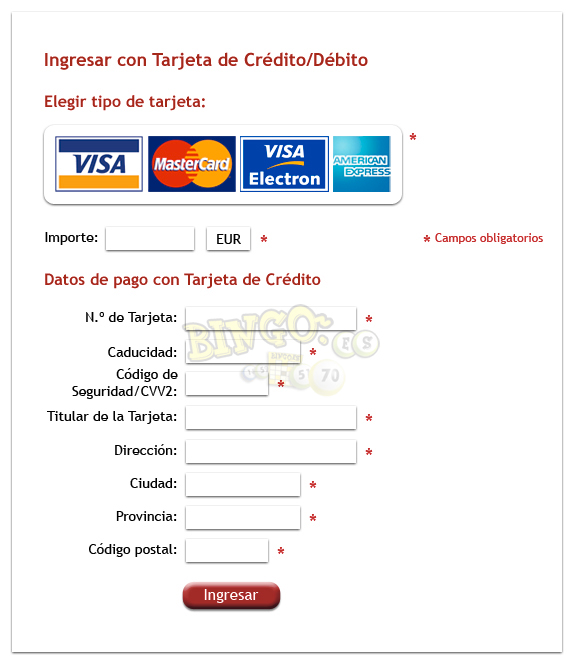 Ingresar con Tarjeta de Crédito/Débito
Elegir tipo de tarjeta:
VISA MasterCard VISA Electron AMERICAN EXPRESS *
Importe: EUR * * Campos obligatorios
Datos de pago con Tarjeta de Crédito
N.º de Tarjeta: *
BINGO.ES
Caducidad: *
70
Código de
Seguridad/CVV2: *
Titular de la Tarjeta: *
Dirección: *
Ciudad: *
Provincia: *
Código postal: *
Ingresar